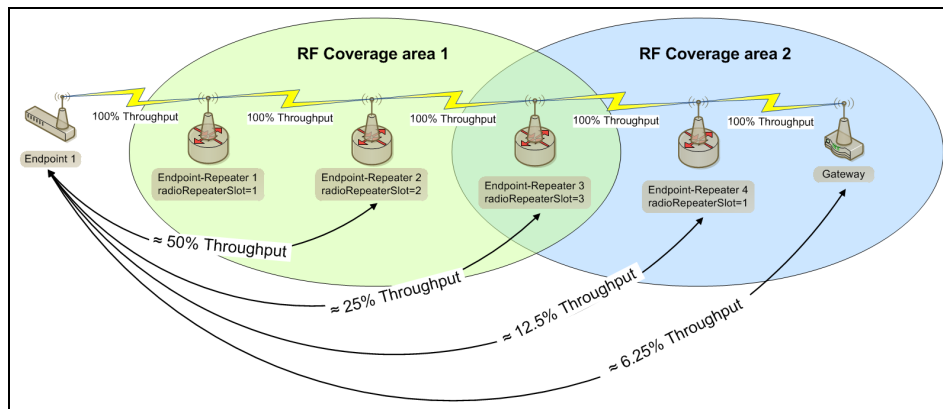 RF Coverage area 1
RF Coverage area 2
100% Throughput
100% Throughput
100% Throughput
100% Throughput
100% Throughput
Endpoint 1
Endpoint-Repeater 1
radioRepeaterSlot=1
Endpoint-Repeater 2
radioRepeaterSlot=2
Endpoint-Repeater 3
radioRepeaterSlot=3
Endpoint-Repeater 4
radioRepeaterSlot=1
Gateway
≈ 50% Throughput
≈ 25% Throughput
≈ 12.5% Throughput
≈ 6.25% Throughput